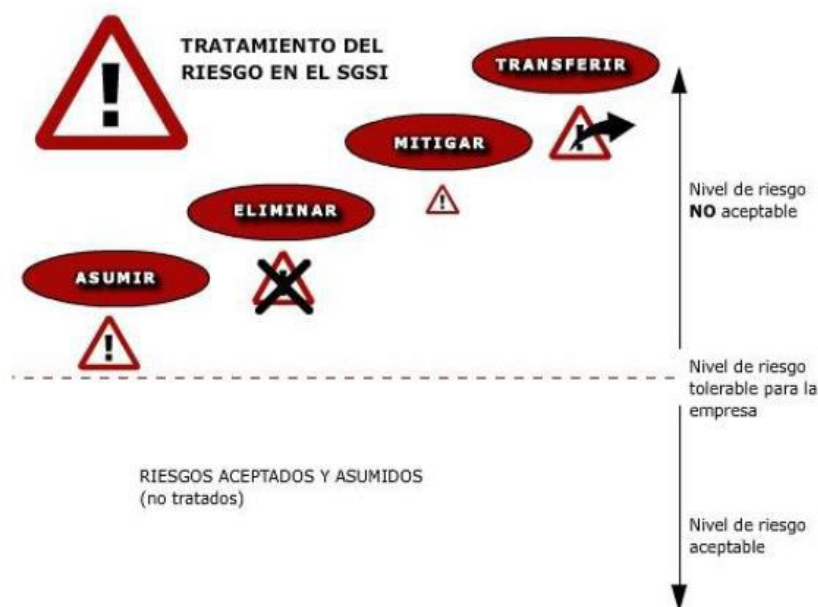 TRATAMIENTO DEL
RIESGO EN EL SGSI
TRANSFERIR
MITIGAR
ELIMINAR
ASUMIR
Nivel de riesgo
NO aceptable
Nivel de riesgo
tolerable para la
empresa
RIESGOS ACEPTADOS Y ASUMIDOS
(no tratados)
Nivel de riesgo
aceptable